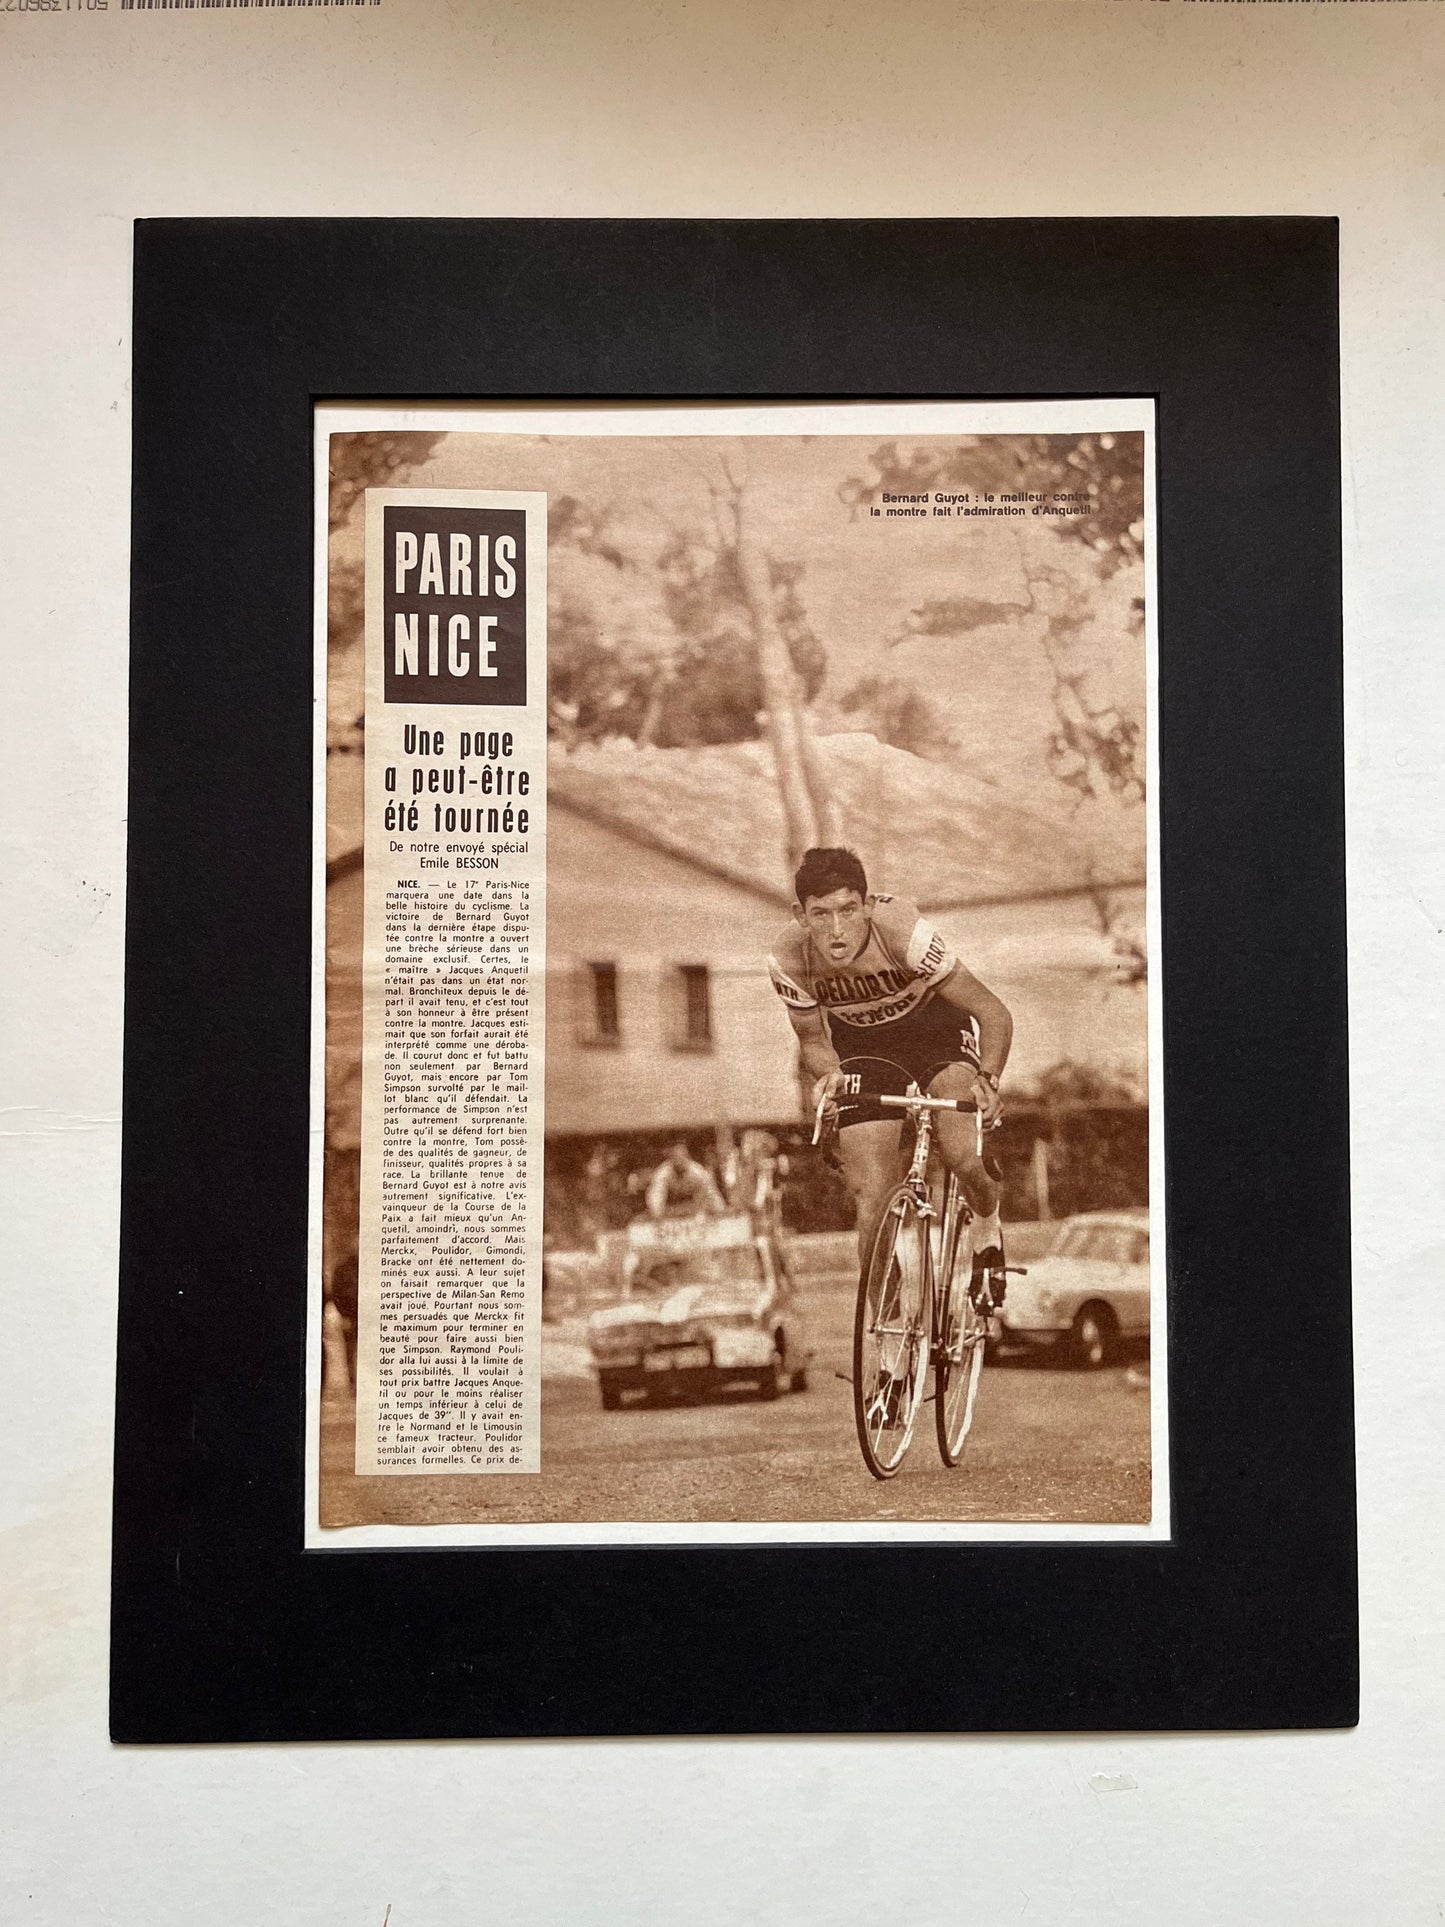 Bernard Guyot : le meilleur contre
la montre fait l'admiration d'Anquetil
PARIS
NICE
Une page
a peut-être
été tournée
De notre envoyé spécial
Emile BESSON
NICE. — Le 17e Paris-Nice
marquera une date dans la
belle histoire du cyclisme. La
victoire de Bernard Guyot
dans la dernière étape dispu-
tée contre la montre a ouvert
une brèche sérieuse dans un
domaine exclusif. Certes, le
« maître » Jacques Anquetil
n'était pas dans un état nor-
mal. Bronchiteux depuis le dé-
part il avait tenu, et c'est tout
à son honneur à être présent
contre la montre. Jacques esti-
mait que son forfait aurait été
interprété comme une déroba-
de. Il courut donc et fut battu
non seulement par Bernard
Guyot, mais encore par Tom
Simpson survolté par le mail-
lot blanc qu'il défendait. La
performance de Simpson n'est
pas autrement surprenante.
Outre qu'il se défend fort bien
contre la montre, Tom possè-
de des qualités de gagneur, de
finisseur, qualités propres à sa
race. La brillante tenue de
Bernard Guyot est à notre avis
autrement significative. L'ex-
vainqueur de la Course de la
Paix a fait mieux qu'un An-
quetil, amoindri, nous sommes
parfaitement d'accord. Mais
Merckx, Poulidor, Gimondi,
Bracke ont été nettement do-
minés eux aussi. A leur sujet
on faisait remarquer que la
perspective de Milan-San Remo
avait joué. Pourtant nous som-
mes persuadés que Merckx fit
le maximum pour terminer en
beauté pour faire aussi bien
que Simpson. Raymond Pouli-
dor alla lui aussi à la limite de
ses possibilités. Il voulait à
tout prix battre Jacques Anque-
til ou pour le moins réaliser
un temps inférieur à celui de
Jacques de 39". Il y avait en-
tre le Normand et le Limousin
ce fameux tracteur. Poulidor
semblait avoir obtenu des as-
surances formelles. Ce prix de-
PELFORTH
LEJEUNE
ELFORTH
RTH
TH